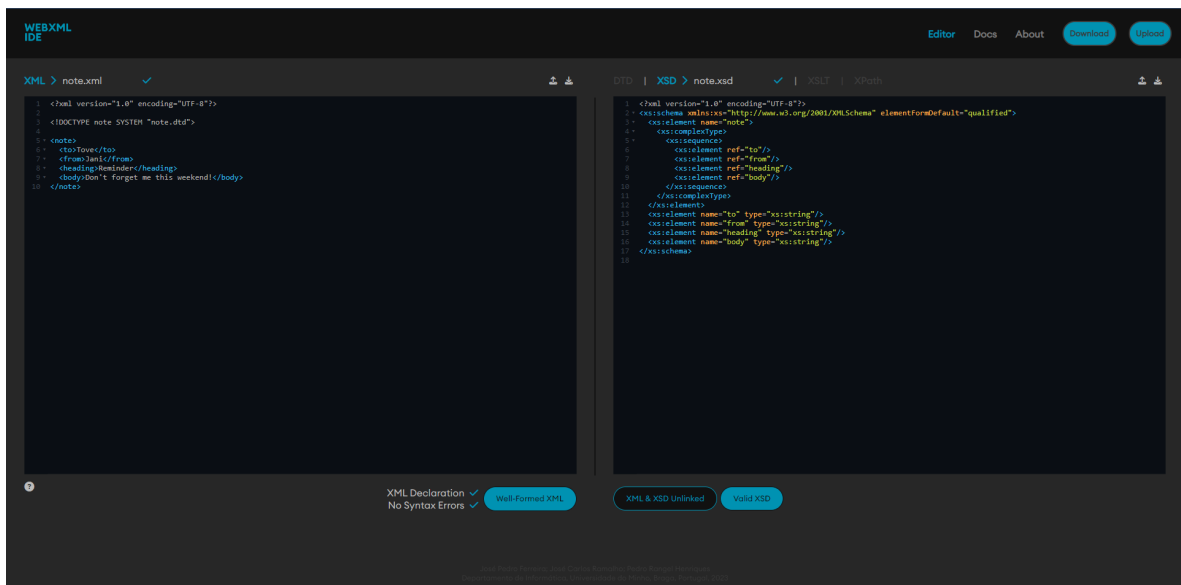 WEBXML
IDE
Editor Docs About Download Upload
XML > note.xml
DTD | XSD > note.xsd | XSLT | XPath
1 <?xml version="1.0" encoding="UTF-8"?>
2
3 <!DOCTYPE note SYSTEM "note.dtd">
4
5 <note>
6 <to>Tove</to>
7 <from>Jani</from>
8 <heading>Reminder</heading>
9 <body>Don't forget me this weekend!</body>
10 </note>
1 <?xml version="1.0" encoding="UTF-8"?>
2 <xs:schema xmlns:xs="http://www.w3.org/2001/XMLSchema" elementFormDefault="qualified">
3 <xs:element name="note">
4 <xs:complexType>
5 <xs:sequence>
6 <xs:element ref="to"/>
7 <xs:element ref="from"/>
8 <xs:element ref="heading"/>
9 <xs:element ref="body"/>
10 </xs:sequence>
11 </xs:complexType>
12 </xs:element>
13 <xs:element name="to" type="xs:string"/>
14 <xs:element name="from" type="xs:string"/>
15 <xs:element name="heading" type="xs:string"/>
16 <xs:element name="body" type="xs:string"/>
17 </xs:schema>
18
?
XML Declaration
No Syntax Errors
Well-Formed XML
XML & XSD Unlinked
Valid XSD